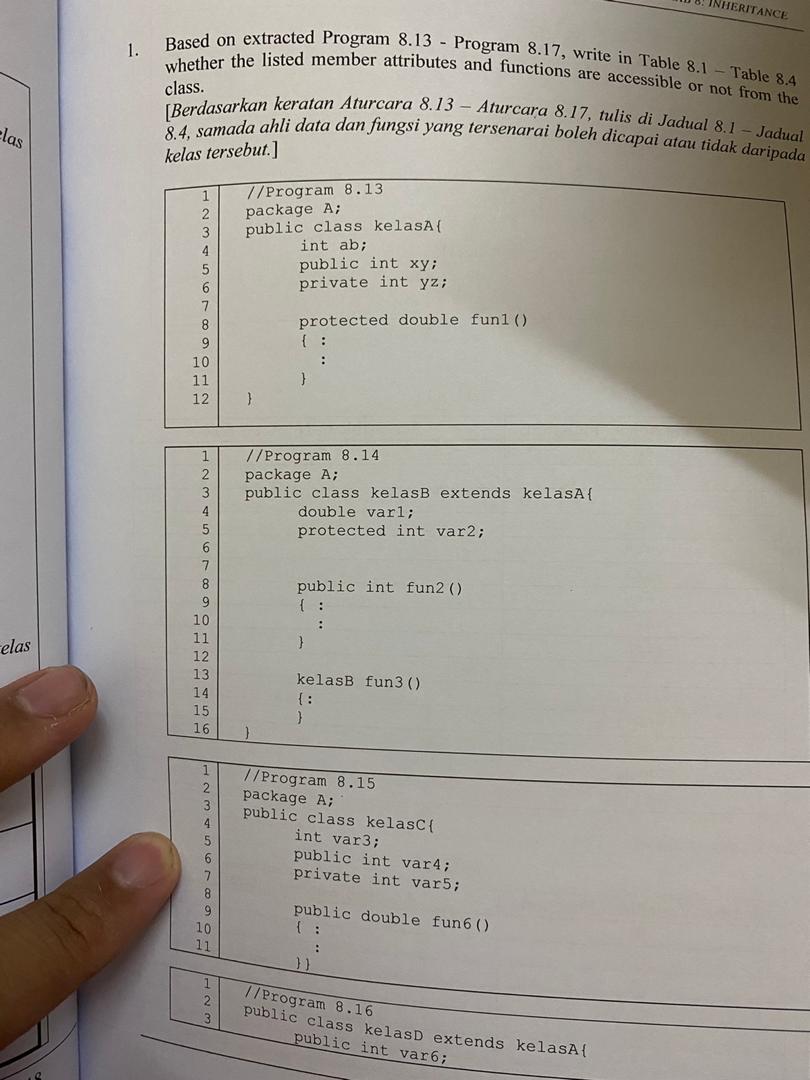 8: INHERITANCE
1. Based on extracted Program 8.13 - Program 8.17, write in Table 8.1 – Table 8.4
whether the listed member attributes and functions are accessible or not from the
class.
[Berdasarkan keratan Aturcara 8.13 – Aturcara 8.17, tulis di Jadual 8.1 – Jadual
8.4, samada ahli data dan fungsi yang tersenarai boleh dicapai atau tidak daripada
kelas tersebut.]
elas
1 //Program 8.13
2 package A;
3 public class kelasA{
4 int ab;
5 public int xy;
6 private int yz;
7
8 protected double fun1()
9 { :
10 :
11 }
12 }
1 //Program 8.14
2 package A;
3 public class kelasB extends kelasA{
4 double var1;
5 protected int var2;
6
7
8 public int fun2()
9 { :
10 :
11 }
12
13 kelasB fun3()
14 {:
15 }
16 }
elas
1 //Program 8.15
2 package A;
3 public class kelasC{
4 int var3;
5 public int var4;
6 private int var5;
7
8 public double fun6()
9 { :
10 :
11 }}
1 //Program 8.16
2 public class kelasD extends kelasA{
3 public int var6;